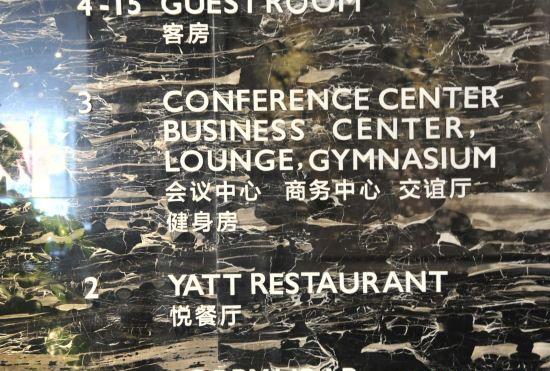 4-15 GUEST ROOM
客房
3 CONFERENCE CENTER
BUSINESS CENTER,
LOUNGE, GYMNASIUM
会议中心 商务中心 交谊厅
健身房
2 YATT RESTAURANT
悦餐厅